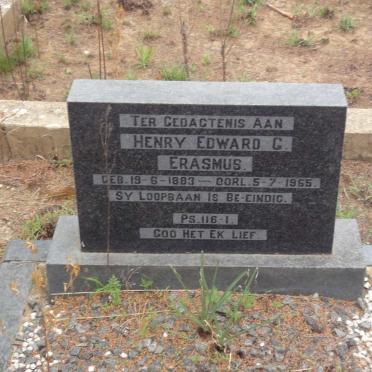 TER GEDAGTENIS AAN
HENRY EDWARD G.
ERASMUS.
GEB. 19-6-1883 — OORL. 5-7-1965.
SY LOOPBAAN IS BE-EINDIG.
PS. 116-1.
GOD HET EK LIEF.